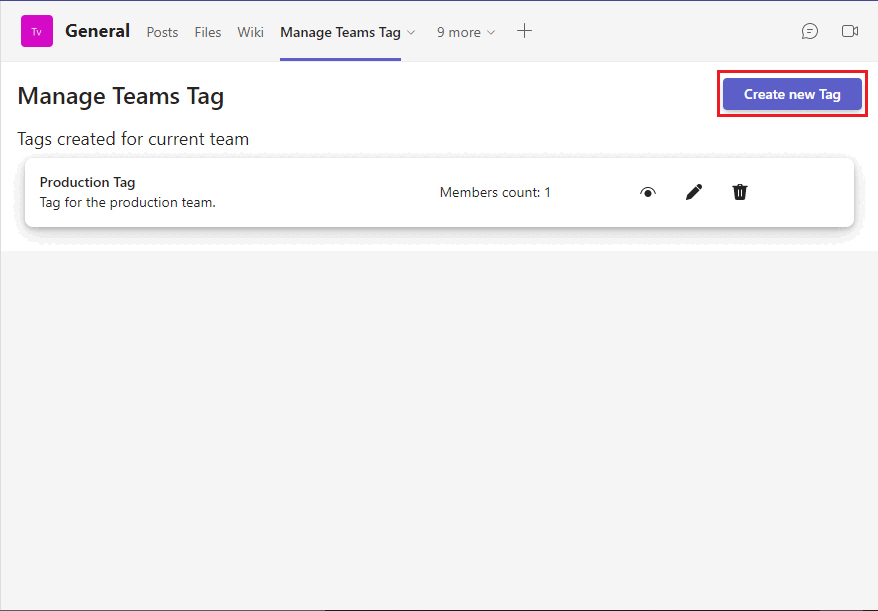 Tv General Posts Files Wiki Manage Teams Tag 9 more
Manage Teams Tag
Create new Tag
Tags created for current team
Production Tag
Tag for the production team.
Members count: 1